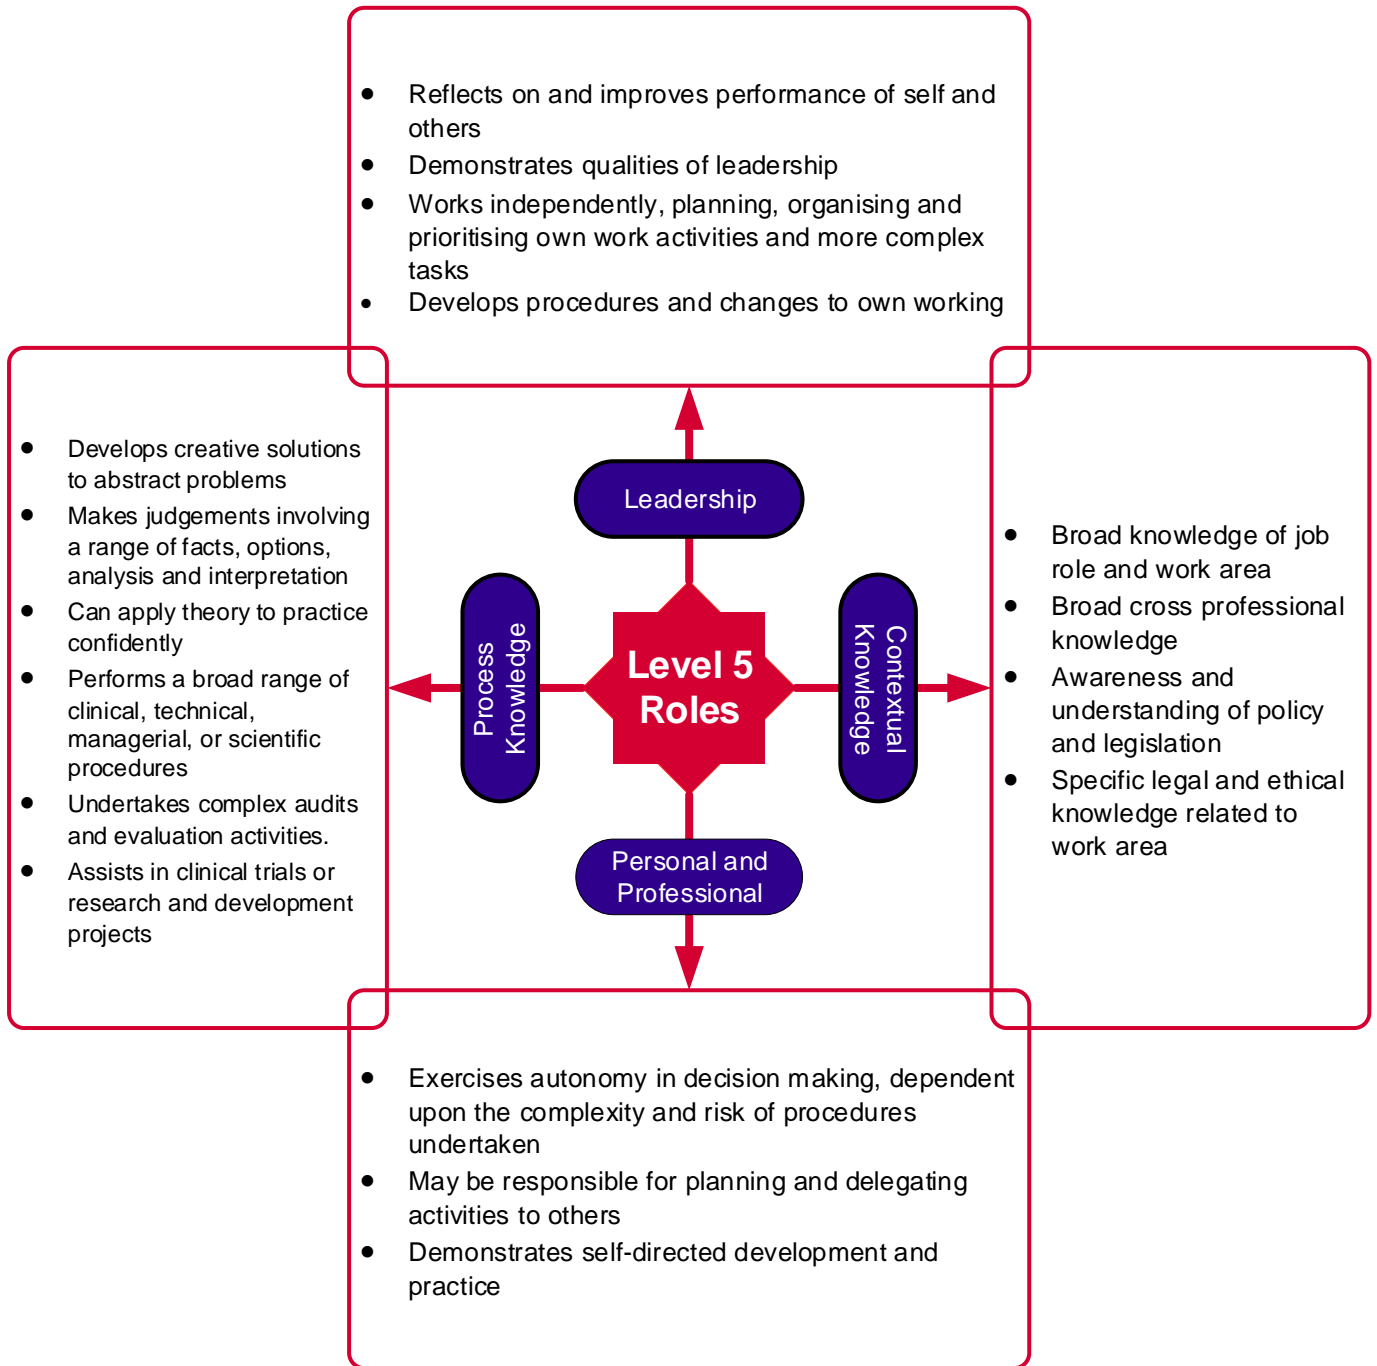 • Reflects on and improves performance of self and
others
• Demonstrates qualities of leadership
• Works independently, planning, organising and
prioritising own work activities and more complex
tasks
• Develops procedures and changes to own working
• Develops creative solutions
to abstract problems
• Makes judgements involving
a range of facts, options,
analysis and interpretation
• Can apply theory to practice
confidently
• Performs a broad range of
clinical, technical,
managerial, or scientific
procedures
• Undertakes complex audits
and evaluation activities.
• Assists in clinical trials or
research and development
projects
Leadership
Process
Knowledge
Level 5
Roles
Contextual
Knowledge
Personal and
Professional
• Broad knowledge of job
role and work area
• Broad cross professional
knowledge
• Awareness and
understanding of policy
and legislation
• Specific legal and ethical
knowledge related to
work area
• Exercises autonomy in decision making, dependent
upon the complexity and risk of procedures
undertaken
• May be responsible for planning and delegating
activities to others
• Demonstrates self-directed development and
practice